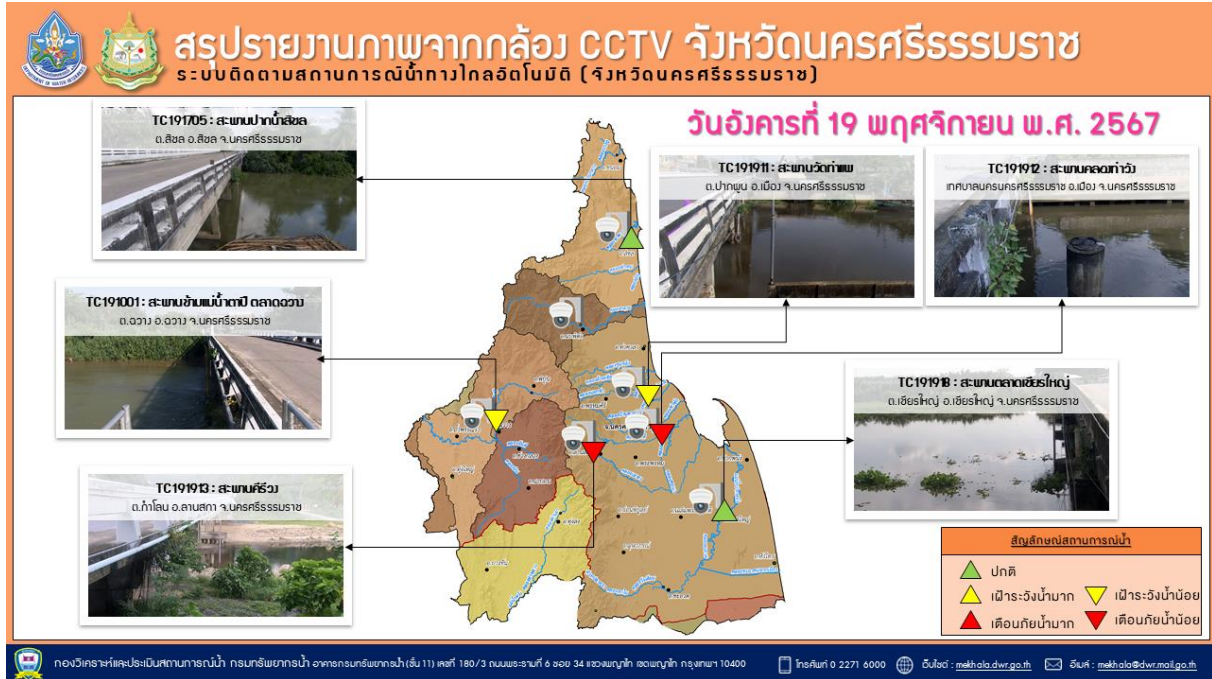 สรุปรายงานภาพจากกล้อง CCTV จังหวัดนครศรีธรรมราช
ระบบติดตามสถานการณ์น้ำทางไกลอัตโนมัติ (จังหวัดนครศรีธรรมราช)
วันอังคารที่ 19 พฤศจิกายน พ.ศ. 2567
TC191705 : สะพานปากน้ำสิชล
ต.สิชล อ.สิชล จ.นครศรีธรรมราช
TC191911 : สะพานวัดท่าแพ
ต.ปากพูน อ.เมือง จ.นครศรีธรรมราช
TC191912 : สะพานคลองท่าวัง
เทศบาลนครนครศรีธรรมราช อ.เมือง จ.นครศรีธรรมราช
TC191001 : สะพานข้ามแม่น้ำตาปี ตลาดฉวาง
ต.ฉวาง อ.ฉวาง จ.นครศรีธรรมราช
TC191918 : สะพานตลาดเชียรใหญ่
ต.เชียรใหญ่ อ.เชียรใหญ่ จ.นครศรีธรรมราช
TC191913 : สะพานคีรีวง
ต.กำโลน อ.ลานสกา จ.นครศรีธรรมราช
สัญลักษณ์สถานการณ์น้ำ
ปกติ
เฝ้าระวังน้ำมาก เฝ้าระวังน้ำน้อย
เตือนภัยน้ำมาก เตือนภัยน้ำน้อย
กองวิเคราะห์และประเมินสถานการณ์น้ำ กรมทรัพยากรน้ำ อาคารกรมทรัพยากรน้ำ (ชั้น 11) เลขที่ 180/3 ถนนพระรามที่ 6 ซอย 34 แขวงพญาไท เขตพญาไท กรุงเทพฯ 10400 โทรศัพท์ 0 2271 6000 เว็บไซต์ : mekhala.dwr.go.th อีเมล์ : mekhala@dwr.mail.go.th